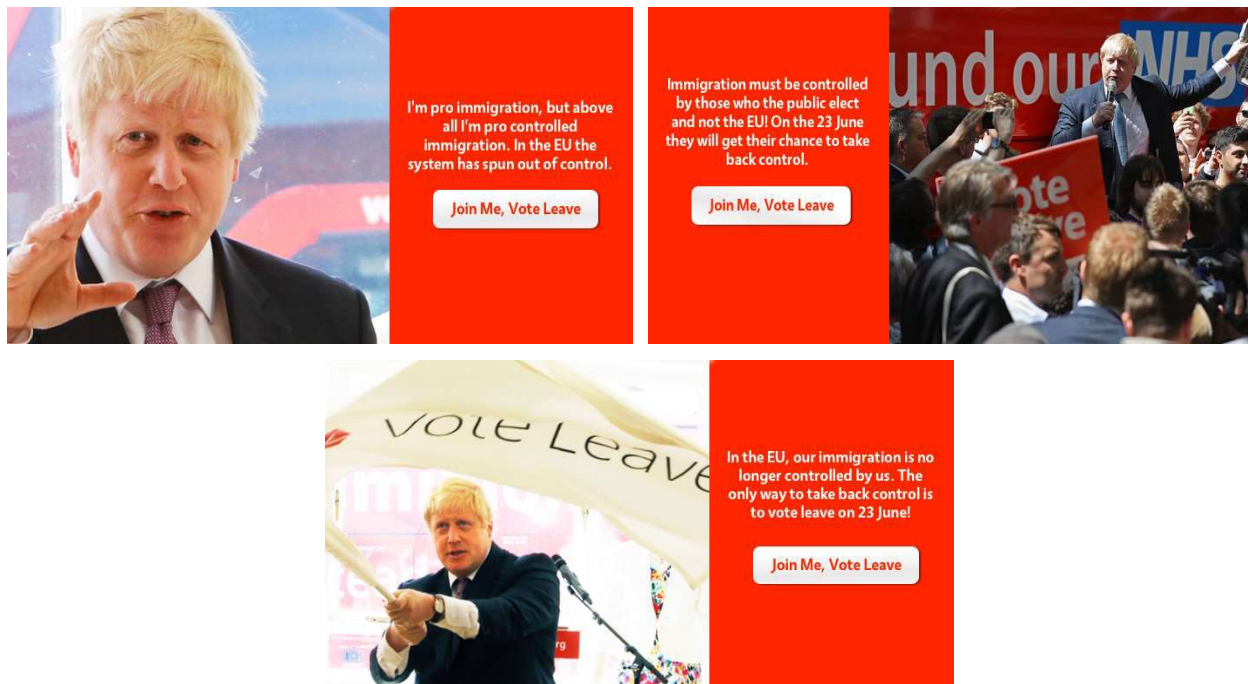 I'm pro immigration, but above
all I'm pro controlled
immigration. In the EU the
system has spun out of control.
Join Me, Vote Leave
Immigration must be controlled
by those who the public elect
and not the EU! On the 23 June
they will get their chance to take
back control.
Join Me, Vote Leave
und our NHS
ote
ve
Vote Leave
In the EU, our immigration is no
longer controlled by us. The
only way to take back control is
to vote leave on 23 June!
Join Me, Vote Leave
rg